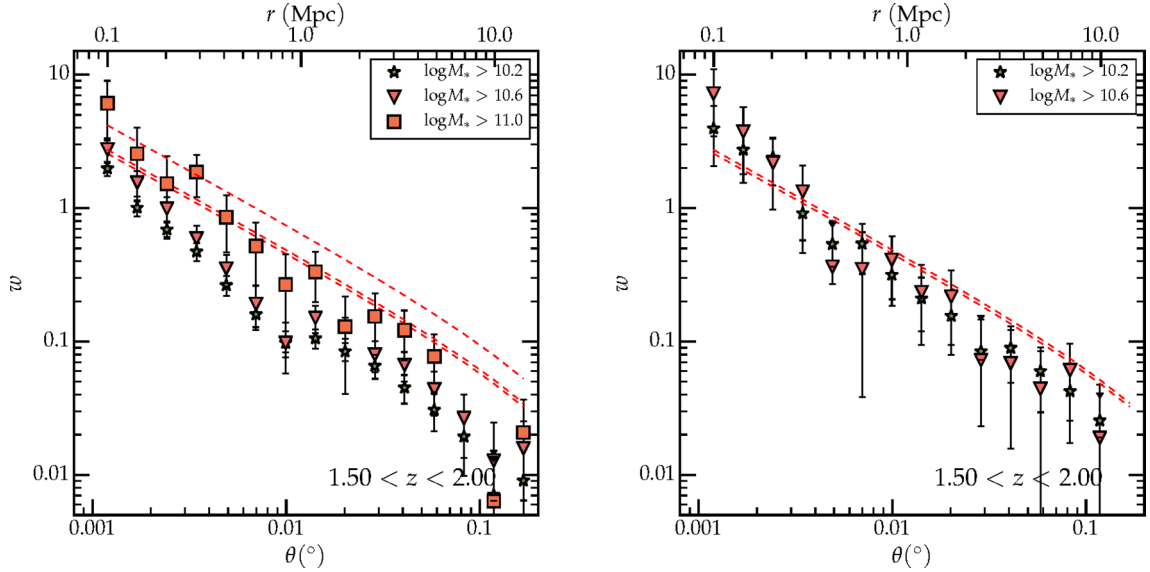 r (Mpc)
0.1 1.0 10.0
10
1
0.1
0.01
w
log M* > 10.2
log M* > 10.6
log M* > 11.0
1.50 < z < 2.00
0.001 0.01 0.1
θ(°)
r (Mpc)
0.1 1.0 10.0
10
1
0.1
0.01
w
log M* > 10.2
log M* > 10.6
1.50 < z < 2.00
0.001 0.01 0.1
θ(°)